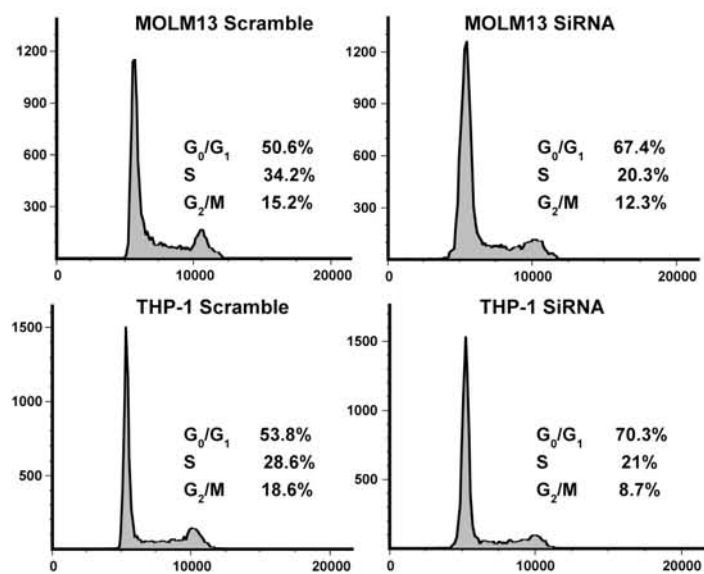 MOLM13 Scramble
1200
900
600
300
G0/G1 50.6%
S 34.2%
G2/M 15.2%
0 10000 20000
MOLM13 SiRNA
1200
900
600
300
G0/G1 67.4%
S 20.3%
G2/M 12.3%
0 10000 20000
THP-1 Scramble
1500
1000
500
G0/G1 53.8%
S 28.6%
G2/M 18.6%
0 10000 20000
THP-1 SiRNA
1500
1000
500
G0/G1 70.3%
S 21%
G2/M 8.7%
0 10000 20000